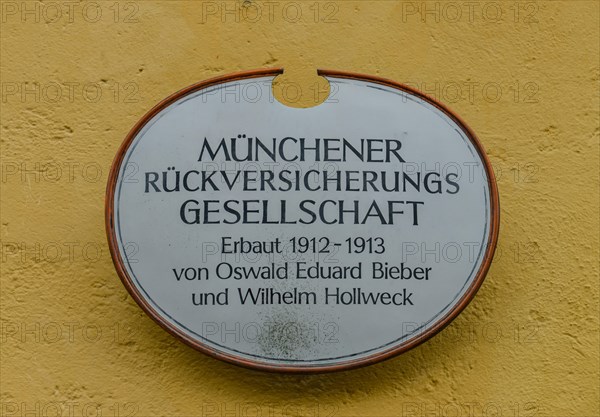 MÜNCHENER
RÜCKVERSICHERUNGS
GESELLSCHAFT
Erbaut 1912-1913
von Oswald Eduard Bieber
und Wilhelm Hollweck